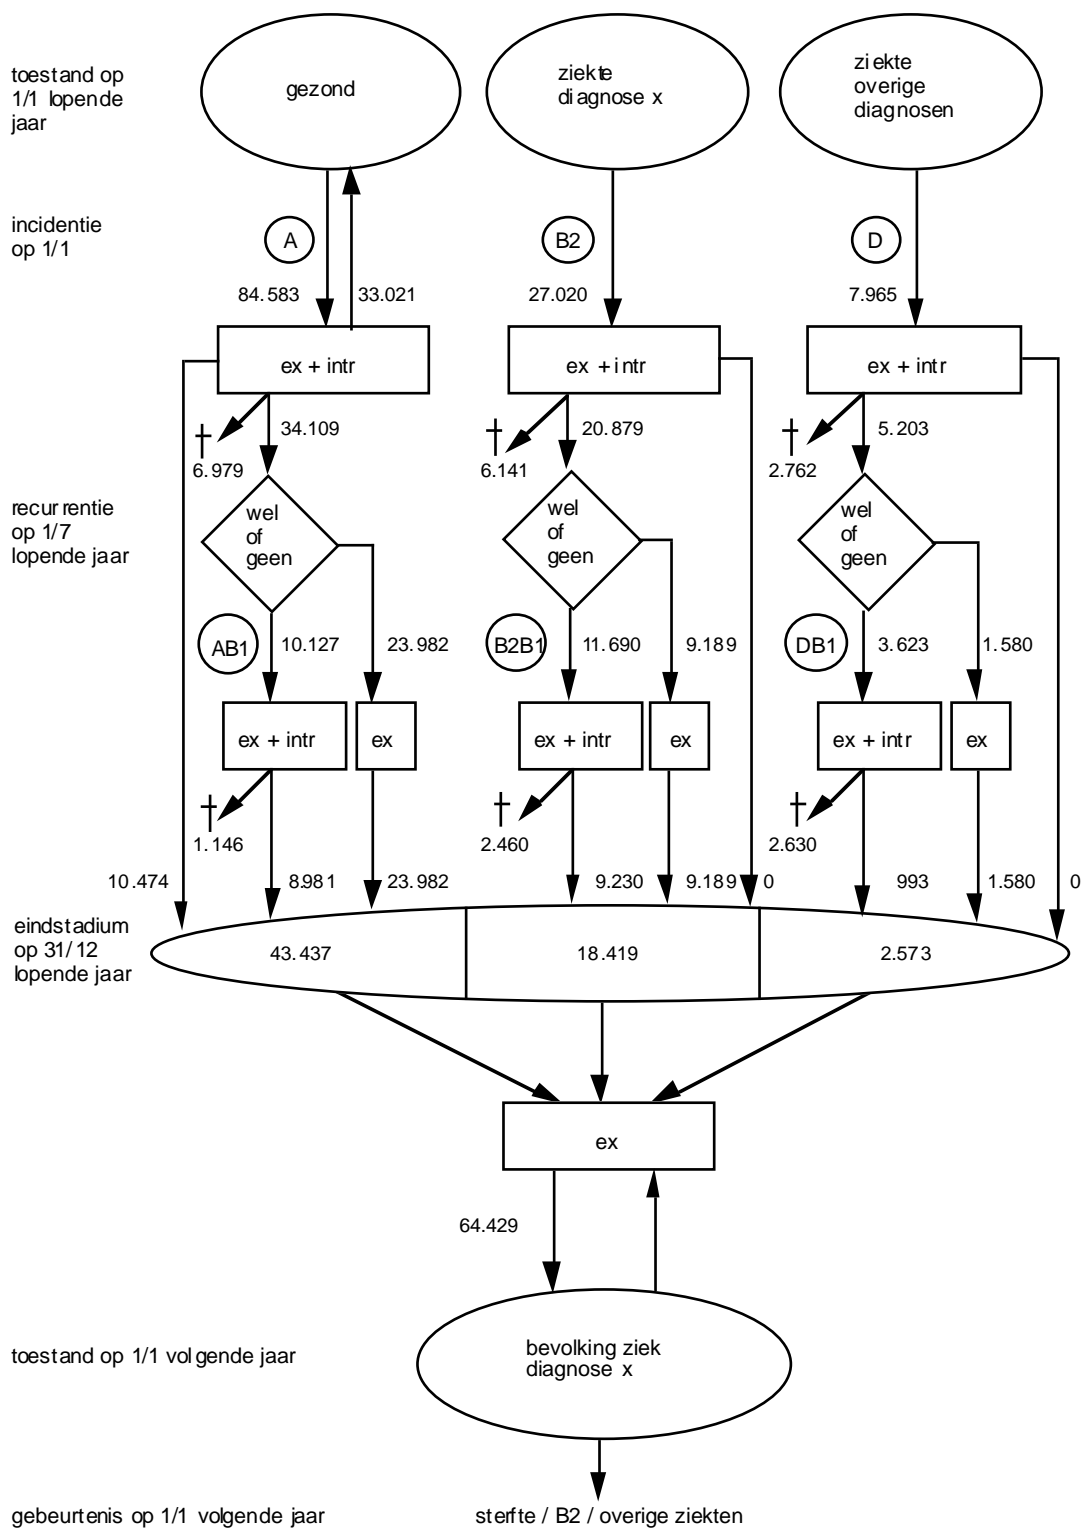 toestand op
1/1 lopende
jaar
gezond
ziekte
diagnose x
ziekte
overige
diagnosen
incidentie
op 1/1
A
B2
D
84.583
33.021
27.020
7.965
ex + intr
ex + intr
ex + intr
†
34.109
†
20.879
†
5.203
6.979
6.141
2.762
recurrentie
op 1/7
lopende jaar
wel
of
geen
wel
of
geen
wel
of
geen
AB1
10.127
23.982
B2B1
11.690
9.189
DB1
3.623
1.580
ex + intr
ex
ex + intr
ex
ex + intr
ex
†
†
†
1.146
2.460
2.630
10.474
8.981
23.982
9.230
9.189
0
993
1.580
0
eindstadium
op 31/12
lopende jaar
43.437
18.419
2.573
ex
64.429
toestand op 1/1 volgende jaar
bevolking ziek
diagnose x
gebeurtenis op 1/1 volgende jaar
sterfte / B2 / overige ziekten